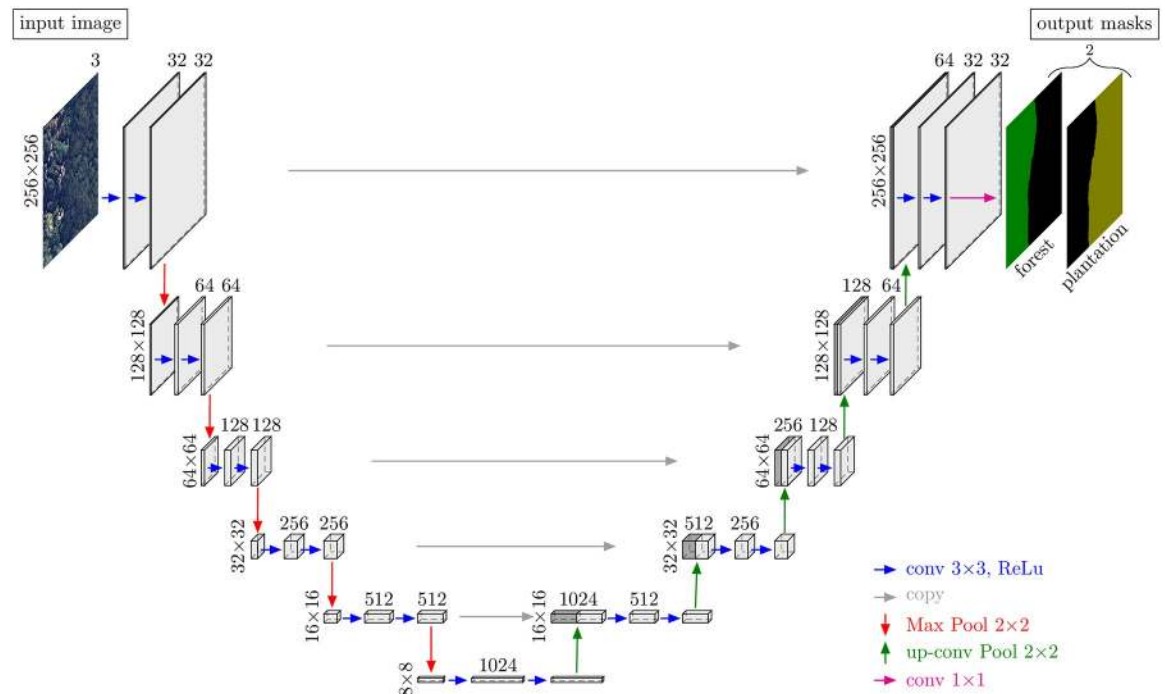 input image
output masks
3
32 32
64 32 32
2
256×256
256×256
forest
plantation
64 64
128 64
128×128
128×128
128 128
256 128
64×64
64×64
256 256
512 256
32×32
32×32
512 512
1024 512
16×16
16×16
1024
8×8
conv 3×3, ReLu
copy
Max Pool 2×2
up-conv Pool 2×2
conv 1×1